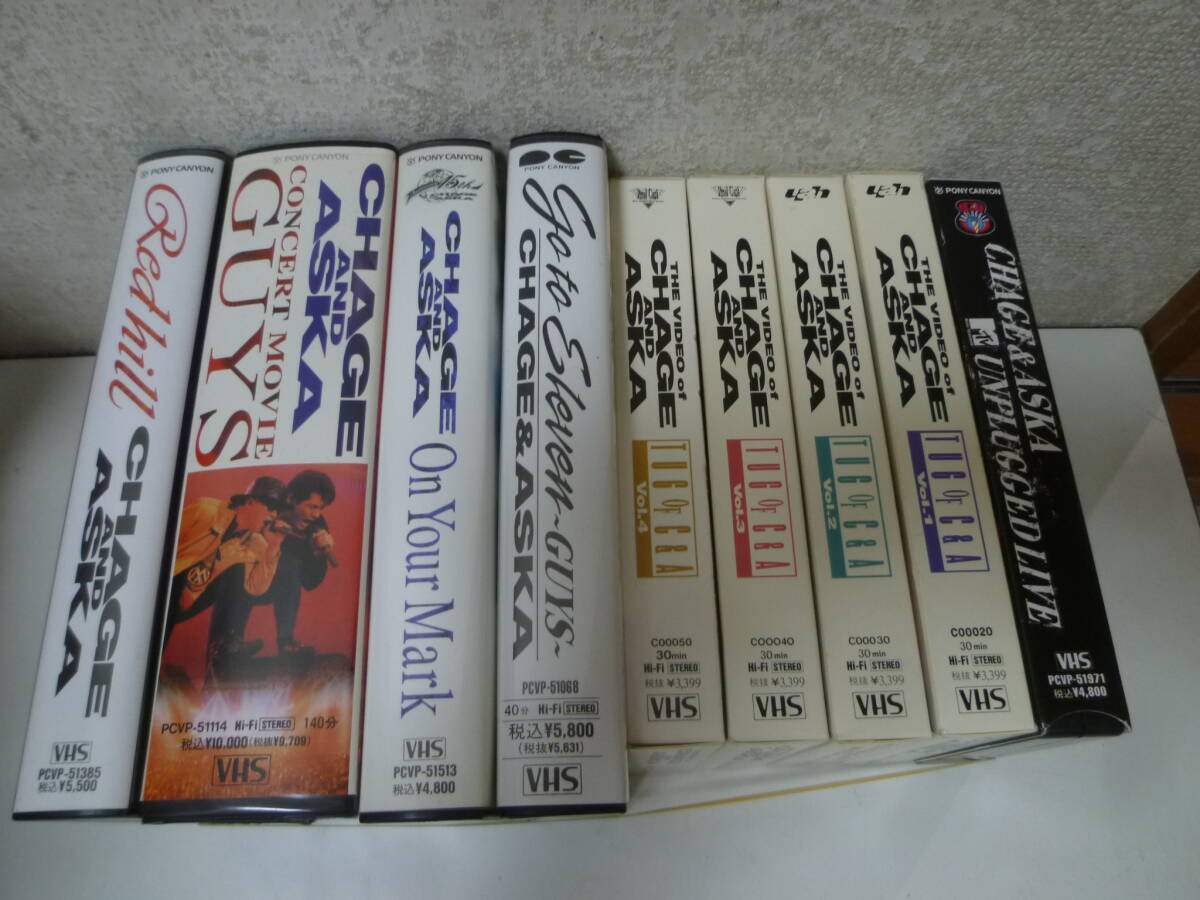 PONY CANYON
Red hill
CHAGE
AND
ASKA
VHS
PCVP-51385
税込¥5,500
PONY CANYON
CHAGE
AND
ASKA
CONCERT MOVIE
GUYS
PCVP-51114 Hi-Fi STEREO 140分
税込¥10,000(税抜¥9,709)
VHS
PONY CANYON
15th
CHAGE
AND
ASKA
On Your Mark
VHS
PCVP-51513
税込¥4,800
PONY CANYON
Go to Eleven~GUYS~
CHAGE&ASKA
PCVP-51068
40分 Hi-Fi STEREO
税込¥5,800
(税抜¥5,631)
VHS
THE VIDEO of
CHAGE
AND
ASKA
TUG OF C&A
Vol.4
C00050
30min
Hi-Fi STEREO
税抜 ¥3,399
VHS
THE VIDEO of
CHAGE
AND
ASKA
TUG OF C&A
Vol.3
C00040
30min
Hi-Fi STEREO
税抜 ¥3,399
VHS
THE VIDEO of
CHAGE
AND
ASKA
TUG OF C&A
Vol.2
C00030
30min
Hi-Fi STEREO
税抜 ¥3,399
VHS
THE VIDEO of
CHAGE
AND
ASKA
TUG OF C&A
Vol.1
C00020
30min
Hi-Fi STEREO
税抜 ¥3,399
VHS
PONY CANYON
CHAGE&ASKA
MTV UNPLUGGED LIVE
VHS
PCVP-51971
税込¥4,800